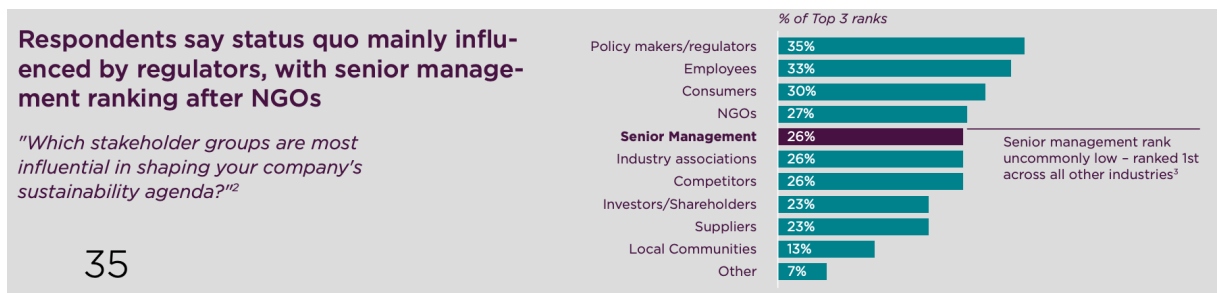 Respondents say status quo mainly influ-
enced by regulators, with senior manage-
ment ranking after NGOs
"Which stakeholder groups are most
influential in shaping your company's
sustainability agenda?"²
35
% of Top 3 ranks
Policy makers/regulators 35%
Employees 33%
Consumers 30%
NGOs 27%
Senior Management 26%
Industry associations 26%
Competitors 26%
Investors/Shareholders 23%
Suppliers 23%
Local Communities 13%
Other 7%
Senior management rank
uncommonly low – ranked 1st
across all other industries³